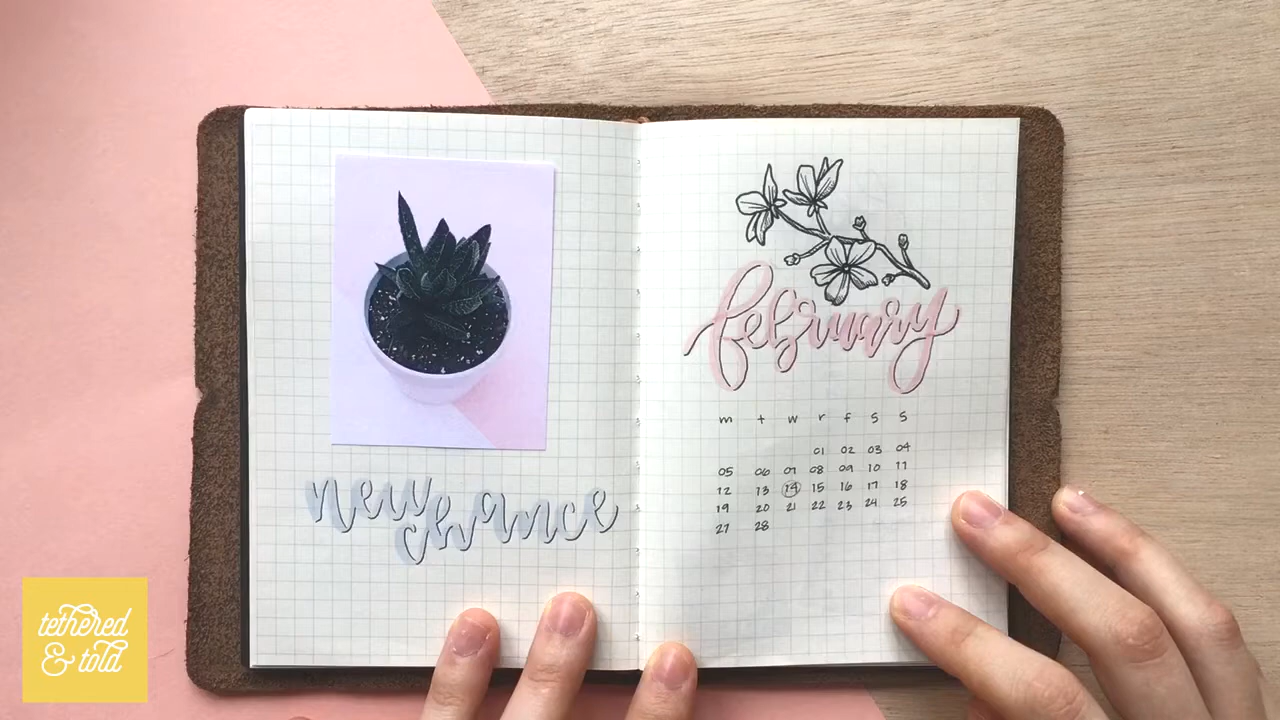 new
chance
february
m t w r f s s
01 02 03 04
05 06 07 08 09 10 11
12 13 14 15 16 17 18
19 20 21 22 23 24 25
27 28
tethered
& told